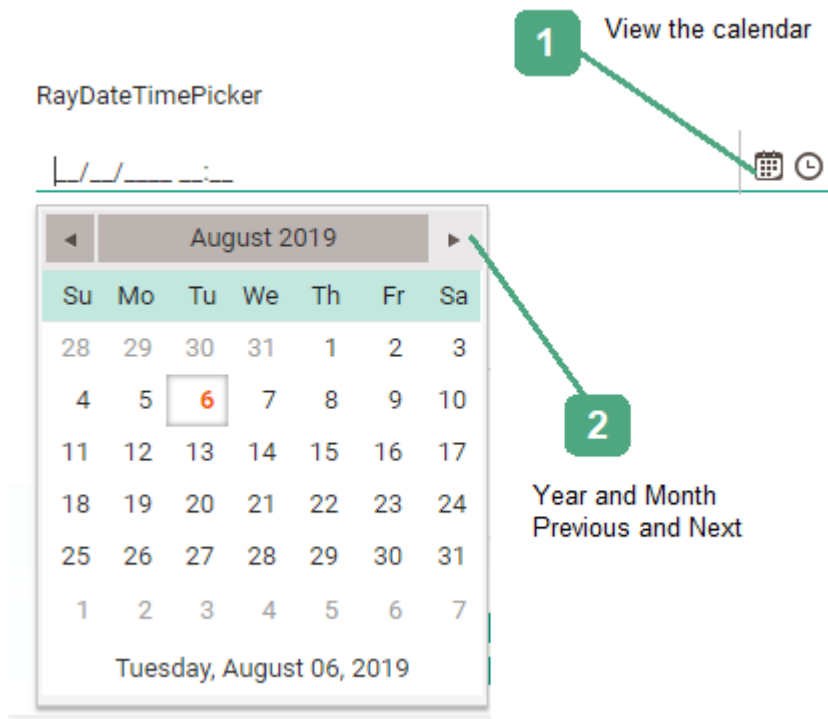 1 View the calendar
RayDateTimePicker
__/__/____ __:__
◄ August 2019 ►
Su Mo Tu We Th Fr Sa
28 29 30 31 1 2 3
4 5 6 7 8 9 10
11 12 13 14 15 16 17
2
18 19 20 21 22 23 24
Year and Month
Previous and Next
25 26 27 28 29 30 31
1 2 3 4 5 6 7
Tuesday, August 06, 2019